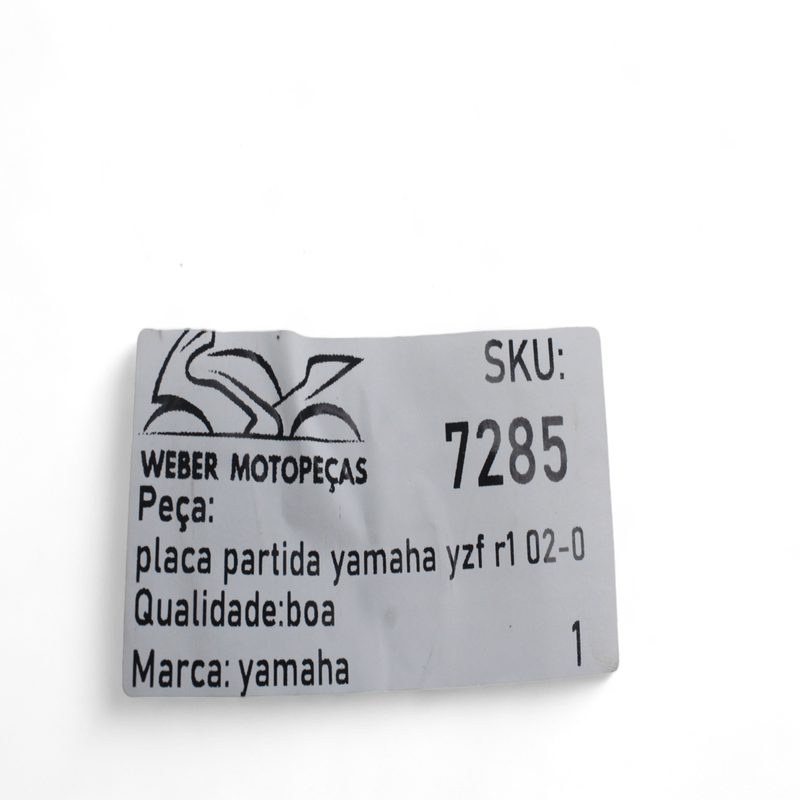 SKU:
7285
WEBER MOTOPEÇAS
Peça:
placa partida yamaha yzf r1 02-0
Qualidade:boa
1
Marca: yamaha